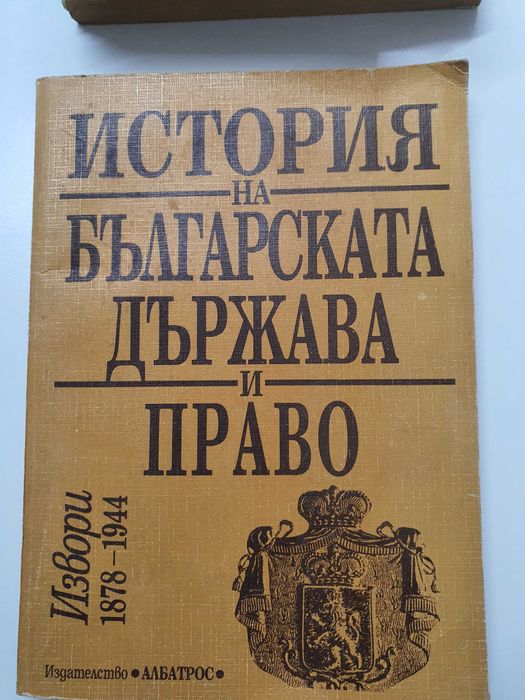 ИСТОРИЯ
НА
БЪЛГАРСКАТА
ДЪРЖАВА
И
ПРАВО
Извори
1878-1944
Издателство •АЛБАТРОС•